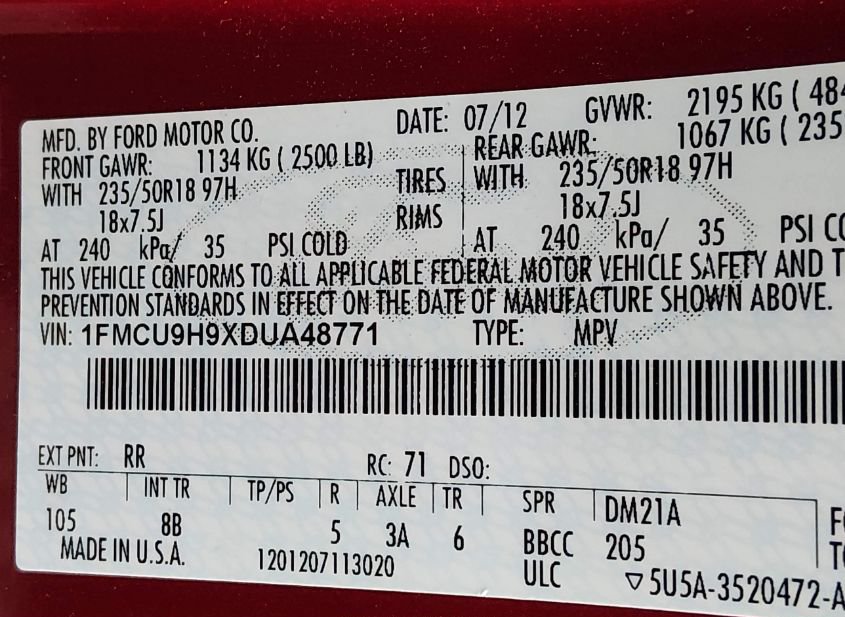 MFD. BY FORD MOTOR CO. DATE: 07/12 GVWR: 2195 KG ( 484
FRONT GAWR: 1134 KG ( 2500 LB) REAR GAWR: 1067 KG ( 235
WITH 235/50R18 97H TIRES WITH 235/50R18 97H
18x7.5J RIMS 18x7.5J
AT 240 kPa/ 35 PSI COLD AT 240 kPa/ 35 PSI CO
THIS VEHICLE CONFORMS TO ALL APPLICABLE FEDERAL MOTOR VEHICLE SAFETY AND T
PREVENTION STANDARDS IN EFFECT ON THE DATE OF MANUFACTURE SHOWN ABOVE.
VIN: 1FMCU9H9XDUA48771 TYPE: MPV
EXT PNT: RR RC: 71 DSO:
WB INT TR TP/PS R AXLE TR SPR DM21A
105 8B 5 3A 6 BBCC 205
MADE IN U.S.A. 1201207113020 ULC ▽5U5A-3520472-A